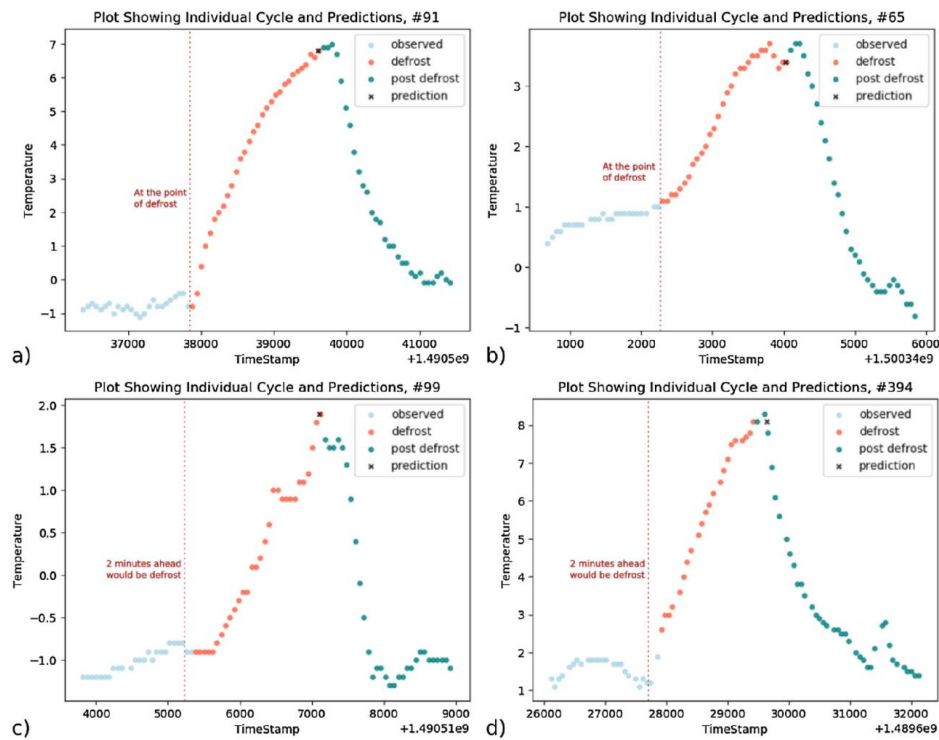 Plot Showing Individual Cycle and Predictions, #91
7
6
5
4
3
2
1
0
−1
Temperature
observed
defrost
post defrost
prediction
At the point
of defrost
37000 38000 39000 40000 41000
TimeStamp
+1.4905e9
a)
Plot Showing Individual Cycle and Predictions, #65
3
2
1
0
−1
Temperature
observed
defrost
post defrost
prediction
At the point
of defrost
1000 2000 3000 4000 5000 6000
TimeStamp
+1.50034e9
b)
Plot Showing Individual Cycle and Predictions, #99
2.0
1.5
1.0
0.5
0.0
−0.5
−1.0
Temperature
observed
defrost
post defrost
prediction
2 minutes ahead
would be defrost
4000 5000 6000 7000 8000 9000
TimeStamp
+1.49051e9
c)
Plot Showing Individual Cycle and Predictions, #394
8
7
6
5
4
3
2
1
Temperature
observed
defrost
post defrost
prediction
2 minutes ahead
would be defrost
26000 27000 28000 29000 30000 31000 32000
TimeStamp
+1.4896e9
d)